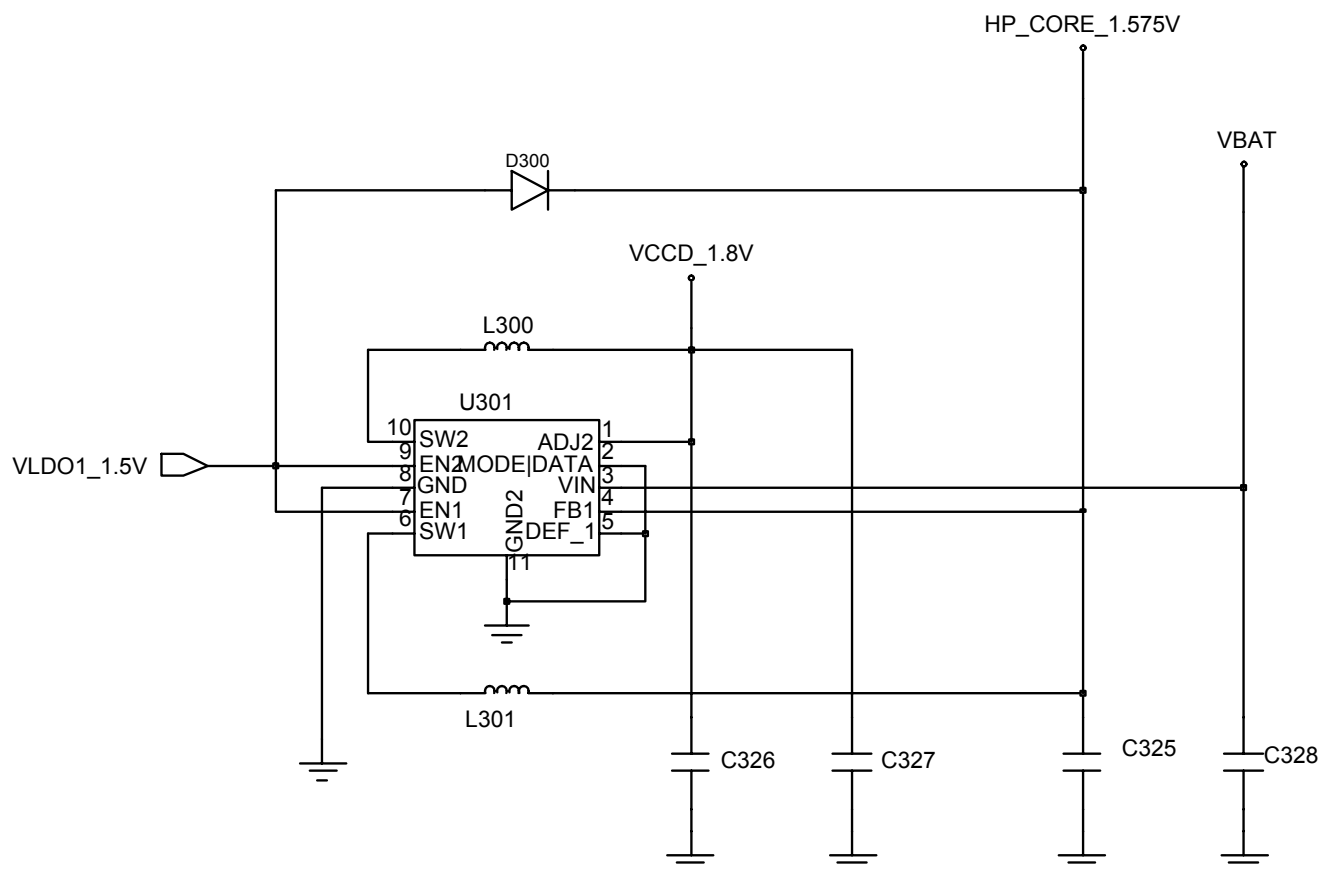 HP_CORE_1.575V
VBAT
D300
VCCD_1.8V
L300
U301
10 SW2 ADJ2 1
9 EN2 MODE|DATA 2
8 GND VIN 3
7 EN1 FB1 4
6 SW1 DEF_1 5
GND2
11
VLDO1_1.5V
L301
C326
C327
C325
C328